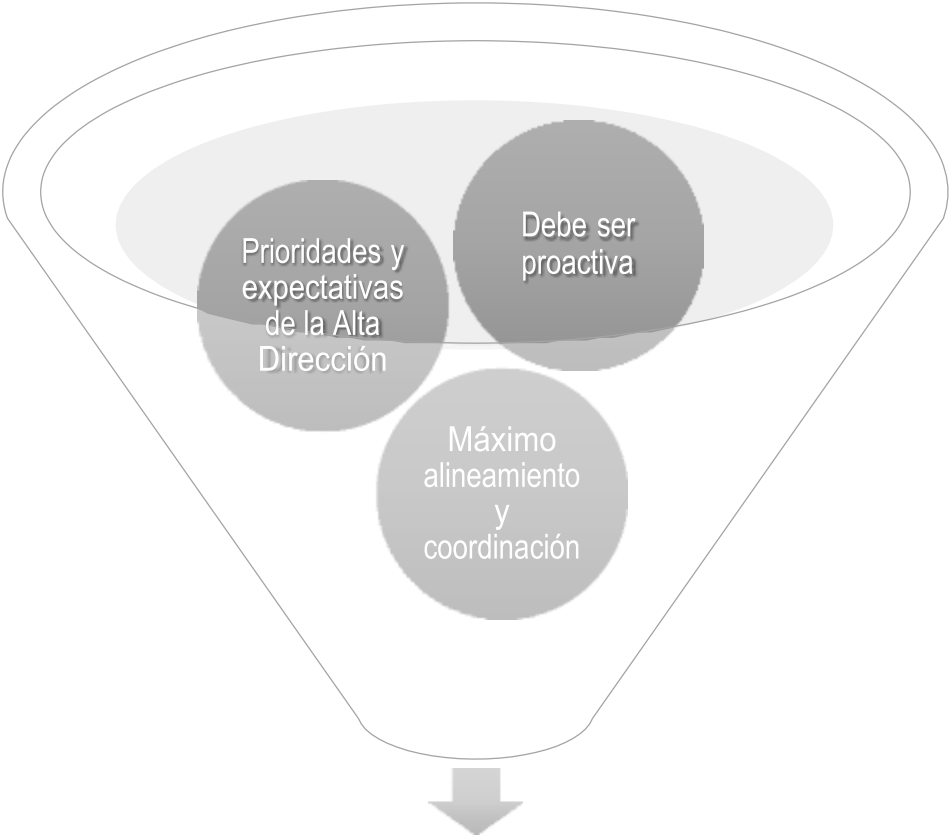 Prioridades y
expectativas
de la Alta
Dirección
Debe ser
proactiva
Máximo
alineamiento
y
coordinación